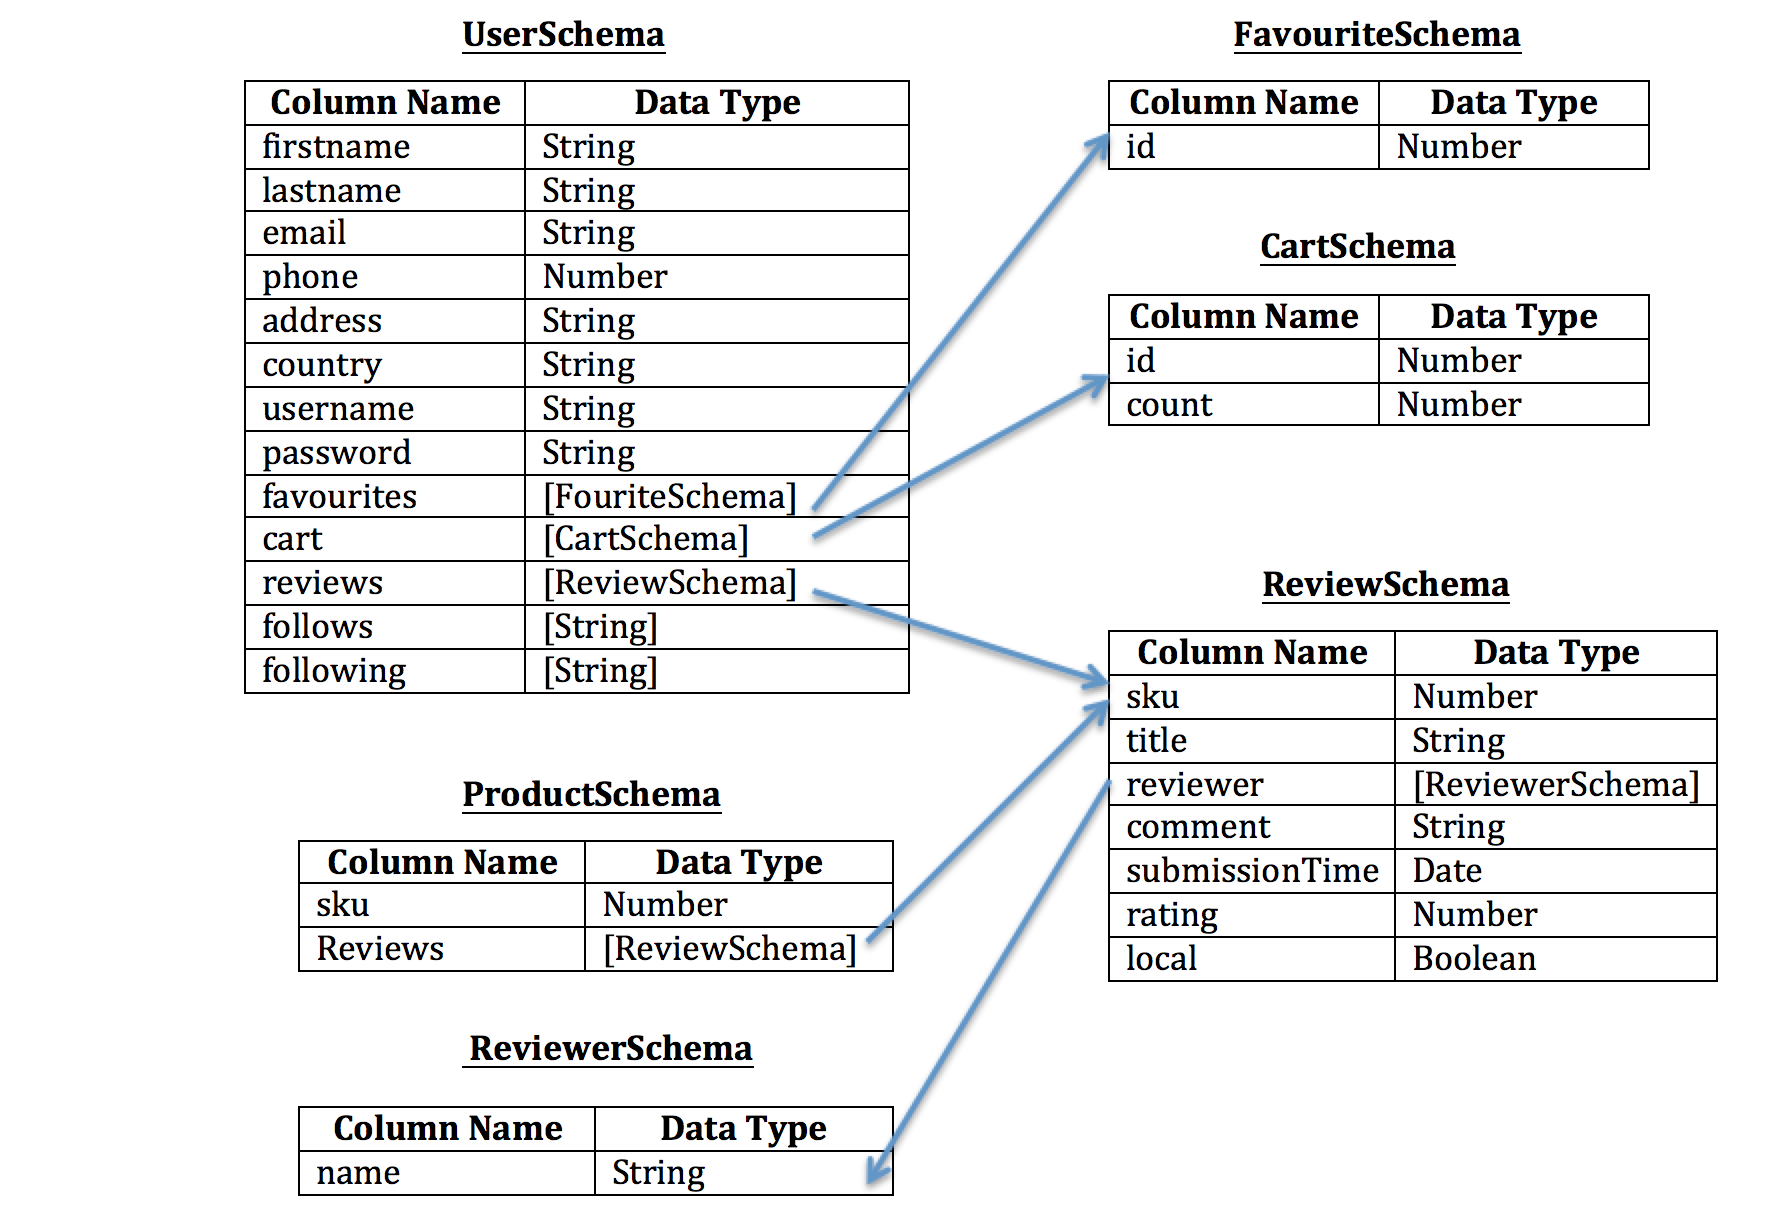 UserSchema
Column Name Data Type
firstname String
lastname String
email String
phone Number
address String
country String
username String
password String
favourites [FouriteSchema]
cart [CartSchema]
reviews [ReviewSchema]
follows [String]
following [String]
FavouriteSchema
Column Name Data Type
id Number
CartSchema
Column Name Data Type
id Number
count Number
ReviewSchema
Column Name Data Type
sku Number
title String
reviewer [ReviewerSchema]
comment String
submissionTime Date
rating Number
local Boolean
ProductSchema
Column Name Data Type
sku Number
Reviews [ReviewSchema]
ReviewerSchema
Column Name Data Type
name String